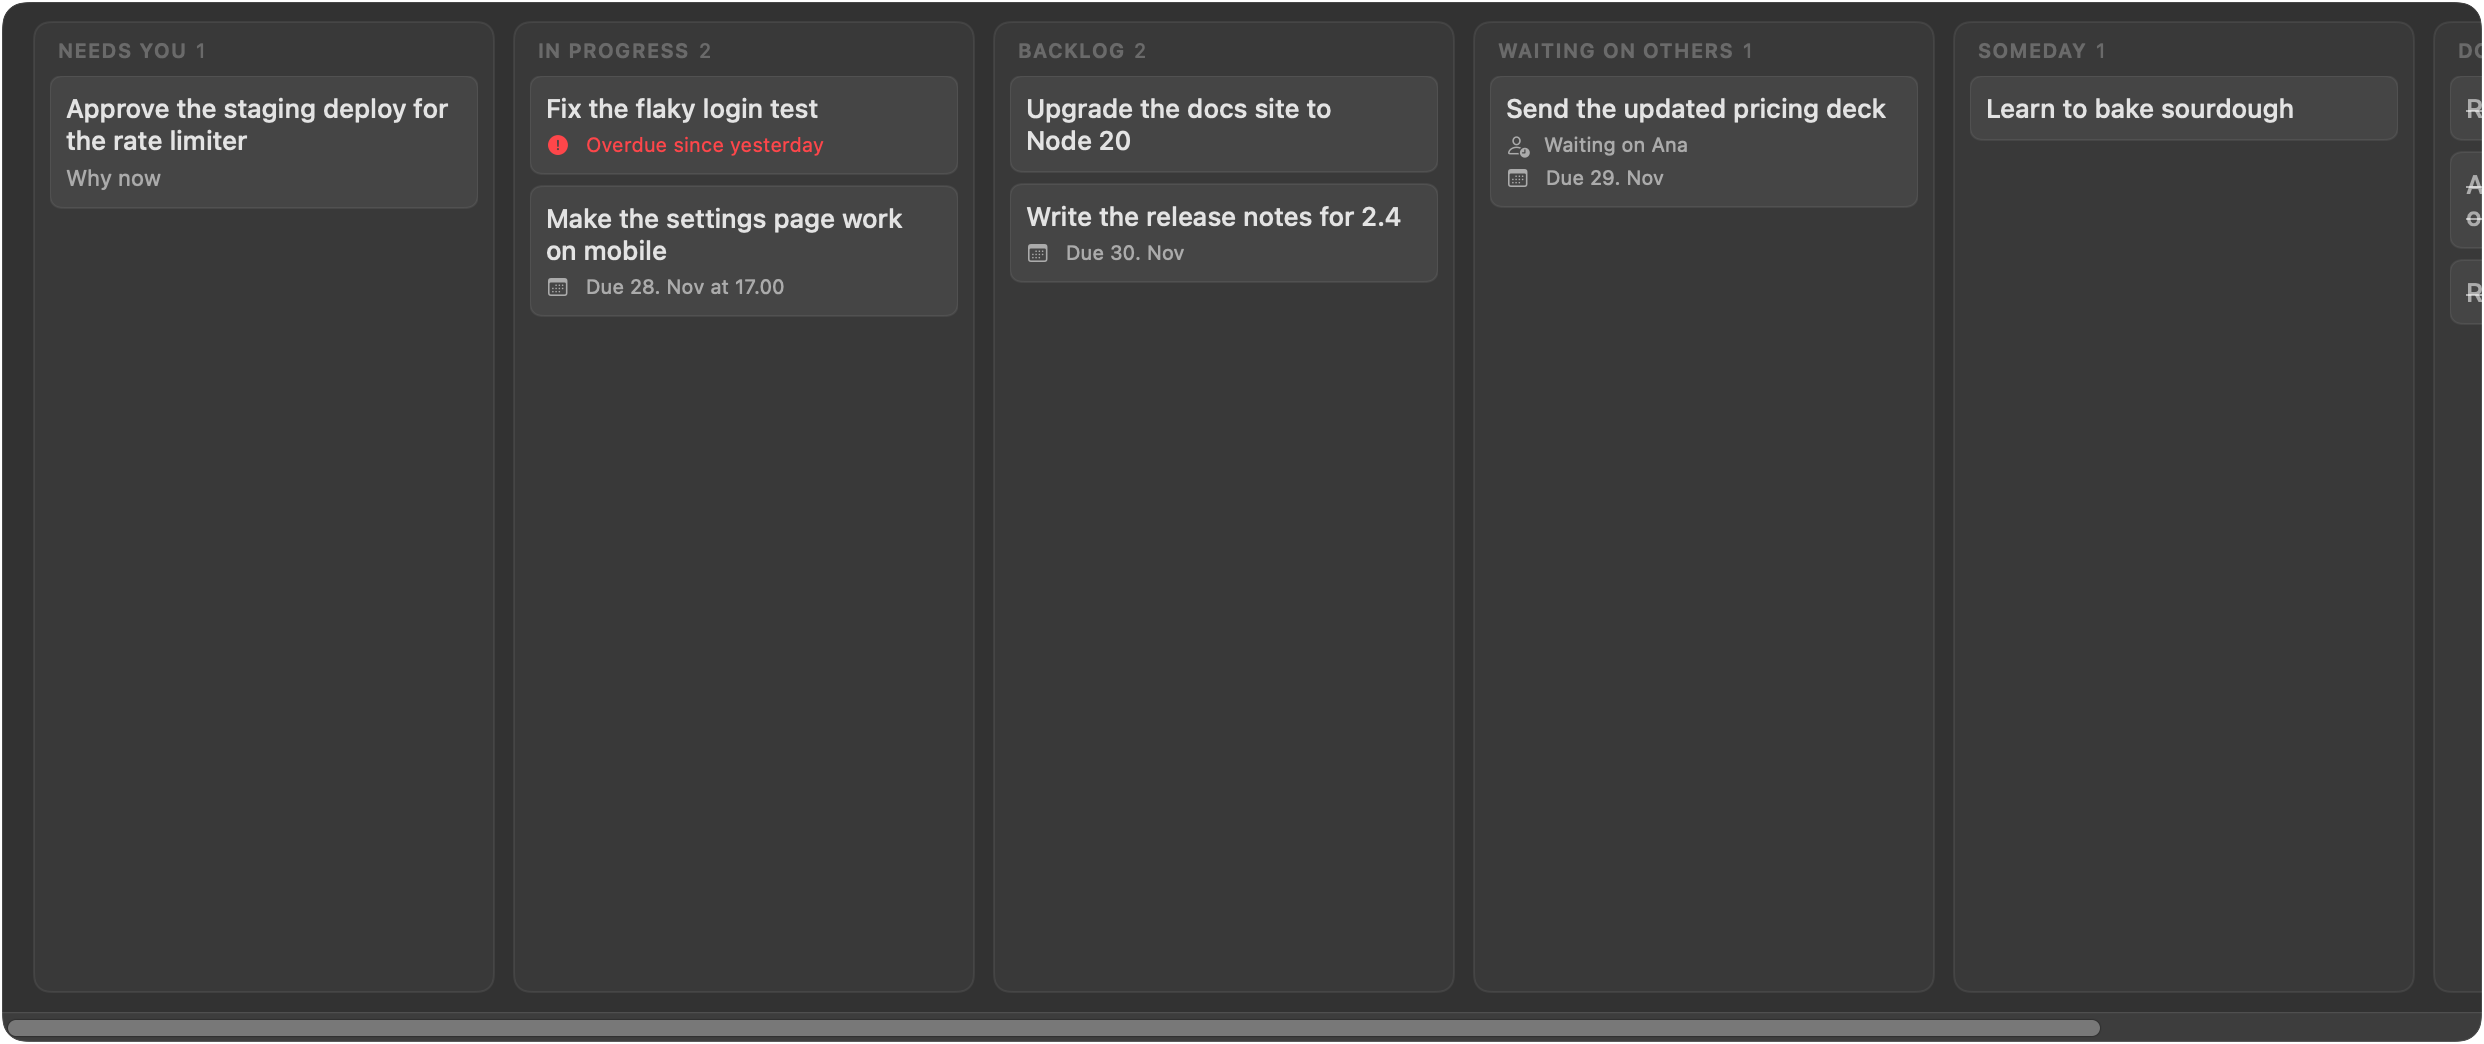 NEEDS YOU 1
Approve the staging deploy for
the rate limiter
Why now
IN PROGRESS 2
Fix the flaky login test
Overdue since yesterday
Make the settings page work
on mobile
Due 28. Nov at 17.00
BACKLOG 2
Upgrade the docs site to
Node 20
Write the release notes for 2.4
Due 30. Nov
WAITING ON OTHERS 1
Send the updated pricing deck
Waiting on Ana
Due 29. Nov
SOMEDAY 1
Learn to bake sourdough